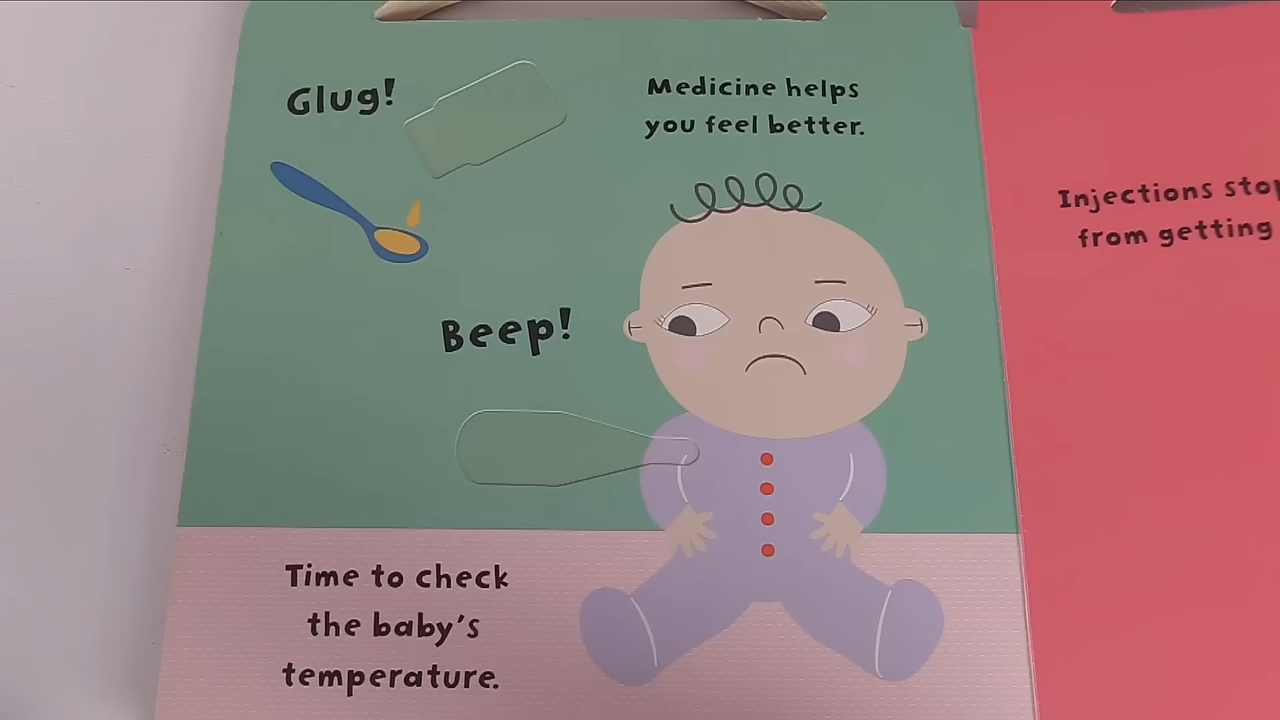 Glug!
Medicine helps
you feel better.
Beep!
Time to check
the baby's
temperature.
Injections
from getting